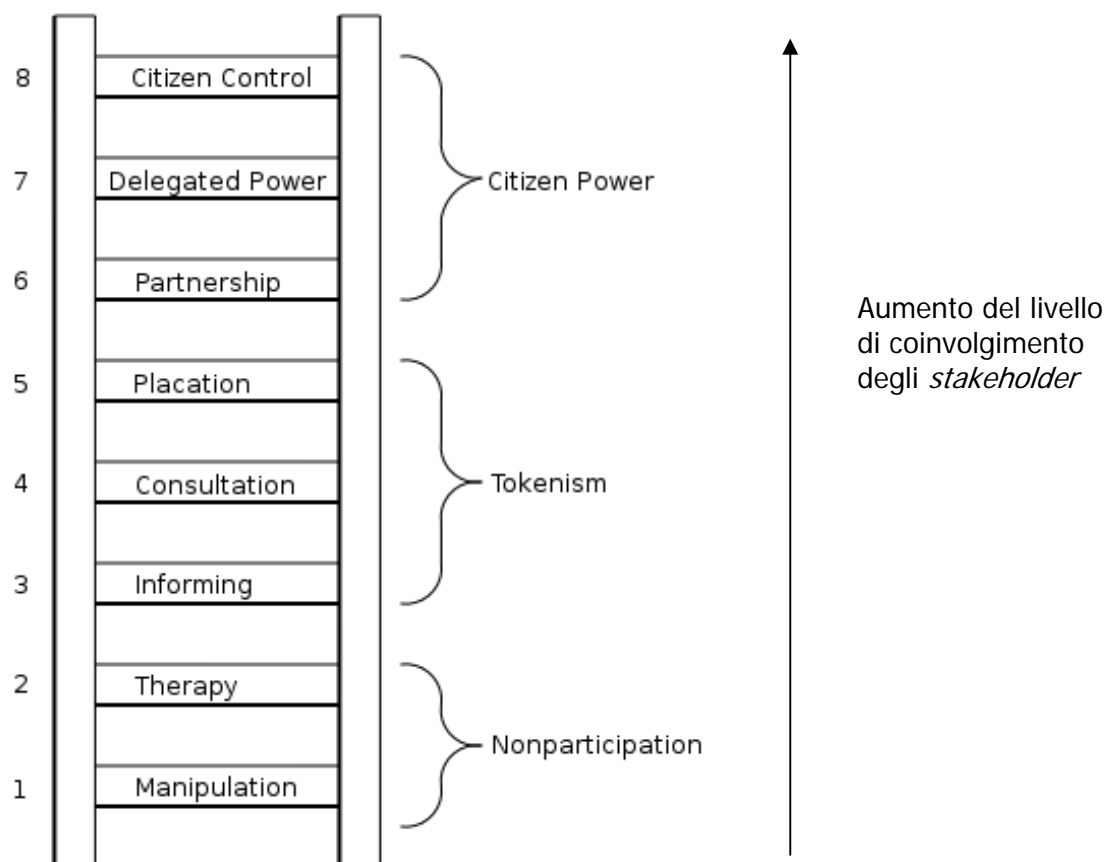 8 Citizen Control
7 Delegated Power
Citizen Power
6 Partnership
5 Placation
4 Consultation
Tokenism
3 Informing
2 Therapy
Nonparticipation
1 Manipulation
Aumento del livello
di coinvolgimento
degli stakeholder